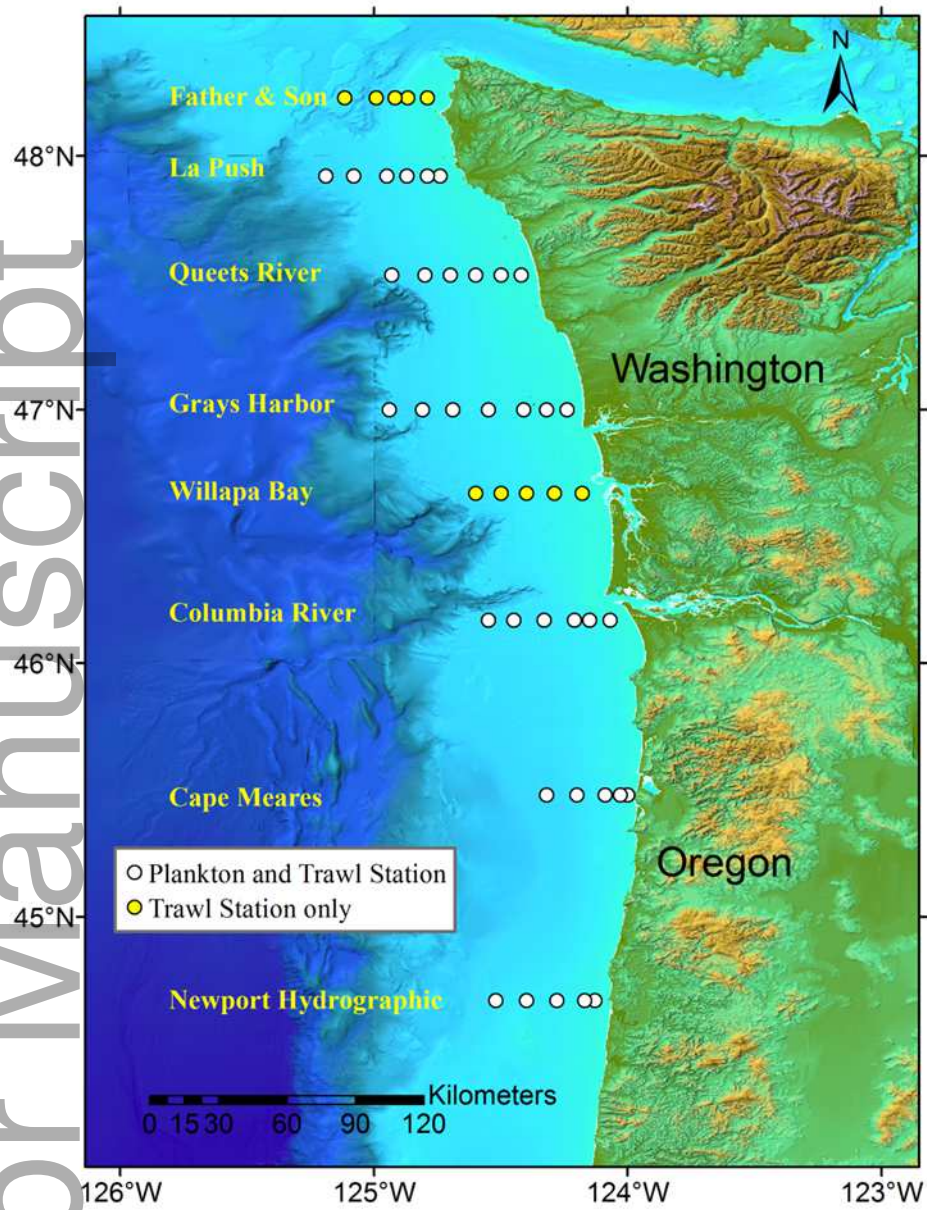 N
Father & Son
48°N
La Push
Queets River
Washington
47°N
Grays Harbor
Willapa Bay
Columbia River
46°N
Cape Meares
Oregon
Plankton and Trawl Station
Trawl Station only
45°N
Newport Hydrographic
Kilometers
0 15 30 60 90 120
126°W 125°W 124°W 123°W
or Manuscript